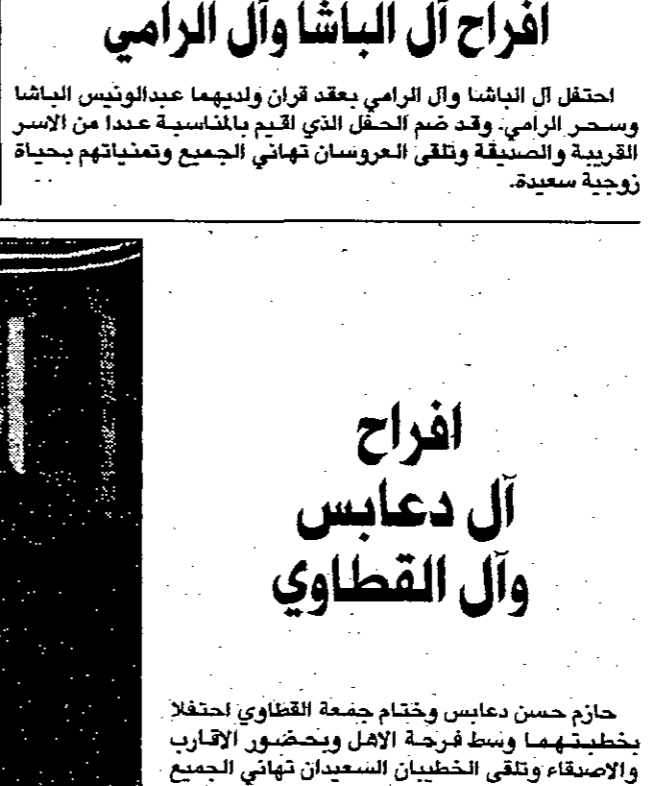 افراح آل الباشا وآل الرامي
احتفل آل الباشا وآل الرامي بعقد قران ولديهما عبدالونيس الباشا
وسحر الرامي. وقد ضم الحفل الذي اقيم بالمناسبة عددا من الاسر
القريبة والصديقة وتلقى العروسان تهاني الجميع وتمنياتهم بحياة
زوجية سعيدة.
افراح
آل دعابس
وآل القطاوي
حازم حسن دعابس وختام جمعة القطاوي احتفلا
بخطبتهما وسط فرحة الاهل وبحضور الاقارب
والاصدقاء وتلقى الخطيبان السعيدان تهاني الجميع